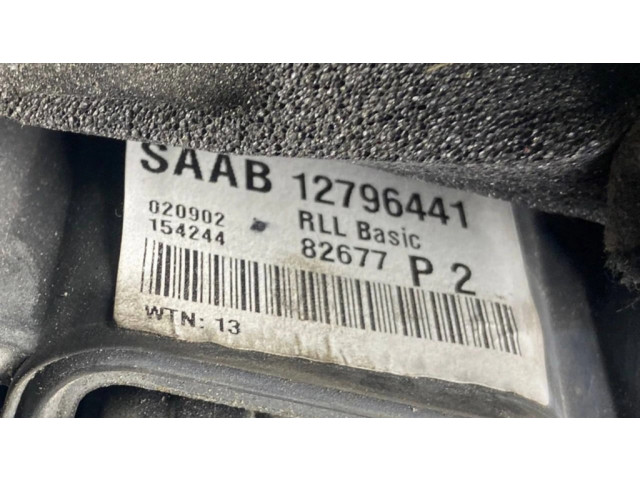 SAAB 12796441
020902 RLL Basic
154244 82677 P 2
WTN: 13